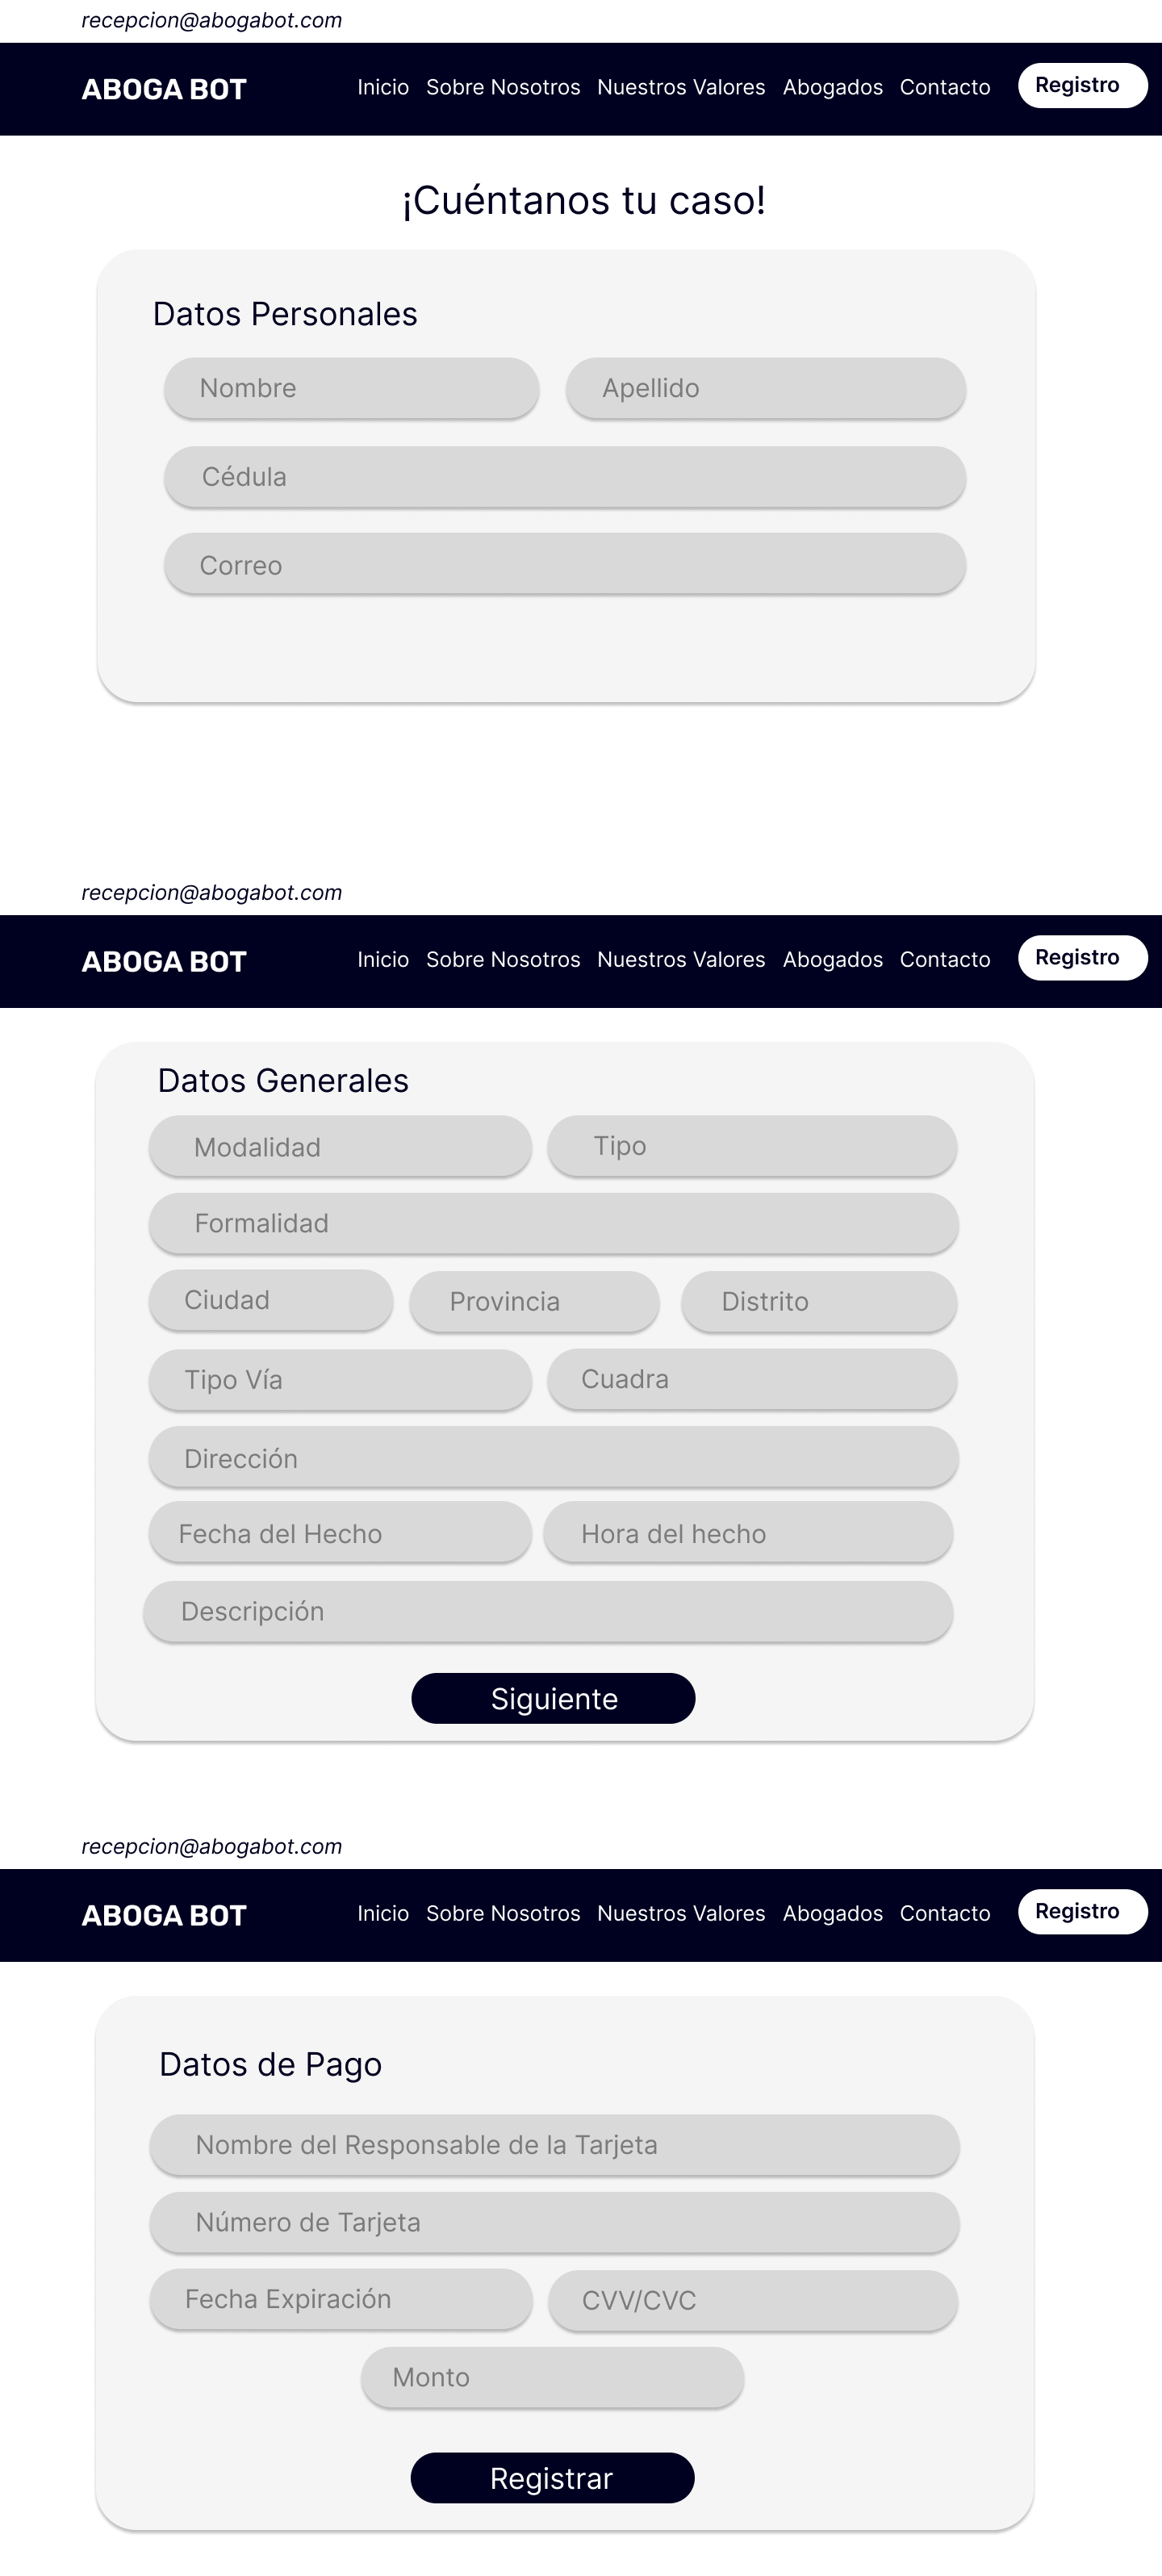 recepcion@abogabot.com
ABOGA BOT Inicio Sobre Nosotros Nuestros Valores Abogados Contacto Registro
¡Cuéntanos tu caso!
Datos Personales
Nombre Apellido
Cédula
Correo
recepcion@abogabot.com
ABOGA BOT Inicio Sobre Nosotros Nuestros Valores Abogados Contacto Registro
Datos Generales
Modalidad Tipo
Formalidad
Ciudad Provincia Distrito
Tipo Vía Cuadra
Dirección
Fecha del Hecho Hora del hecho
Descripción
Siguiente
recepcion@abogabot.com
ABOGA BOT Inicio Sobre Nosotros Nuestros Valores Abogados Contacto Registro
Datos de Pago
Nombre del Responsable de la Tarjeta
Número de Tarjeta
Fecha Expiración CVV/CVC
Monto
Registrar